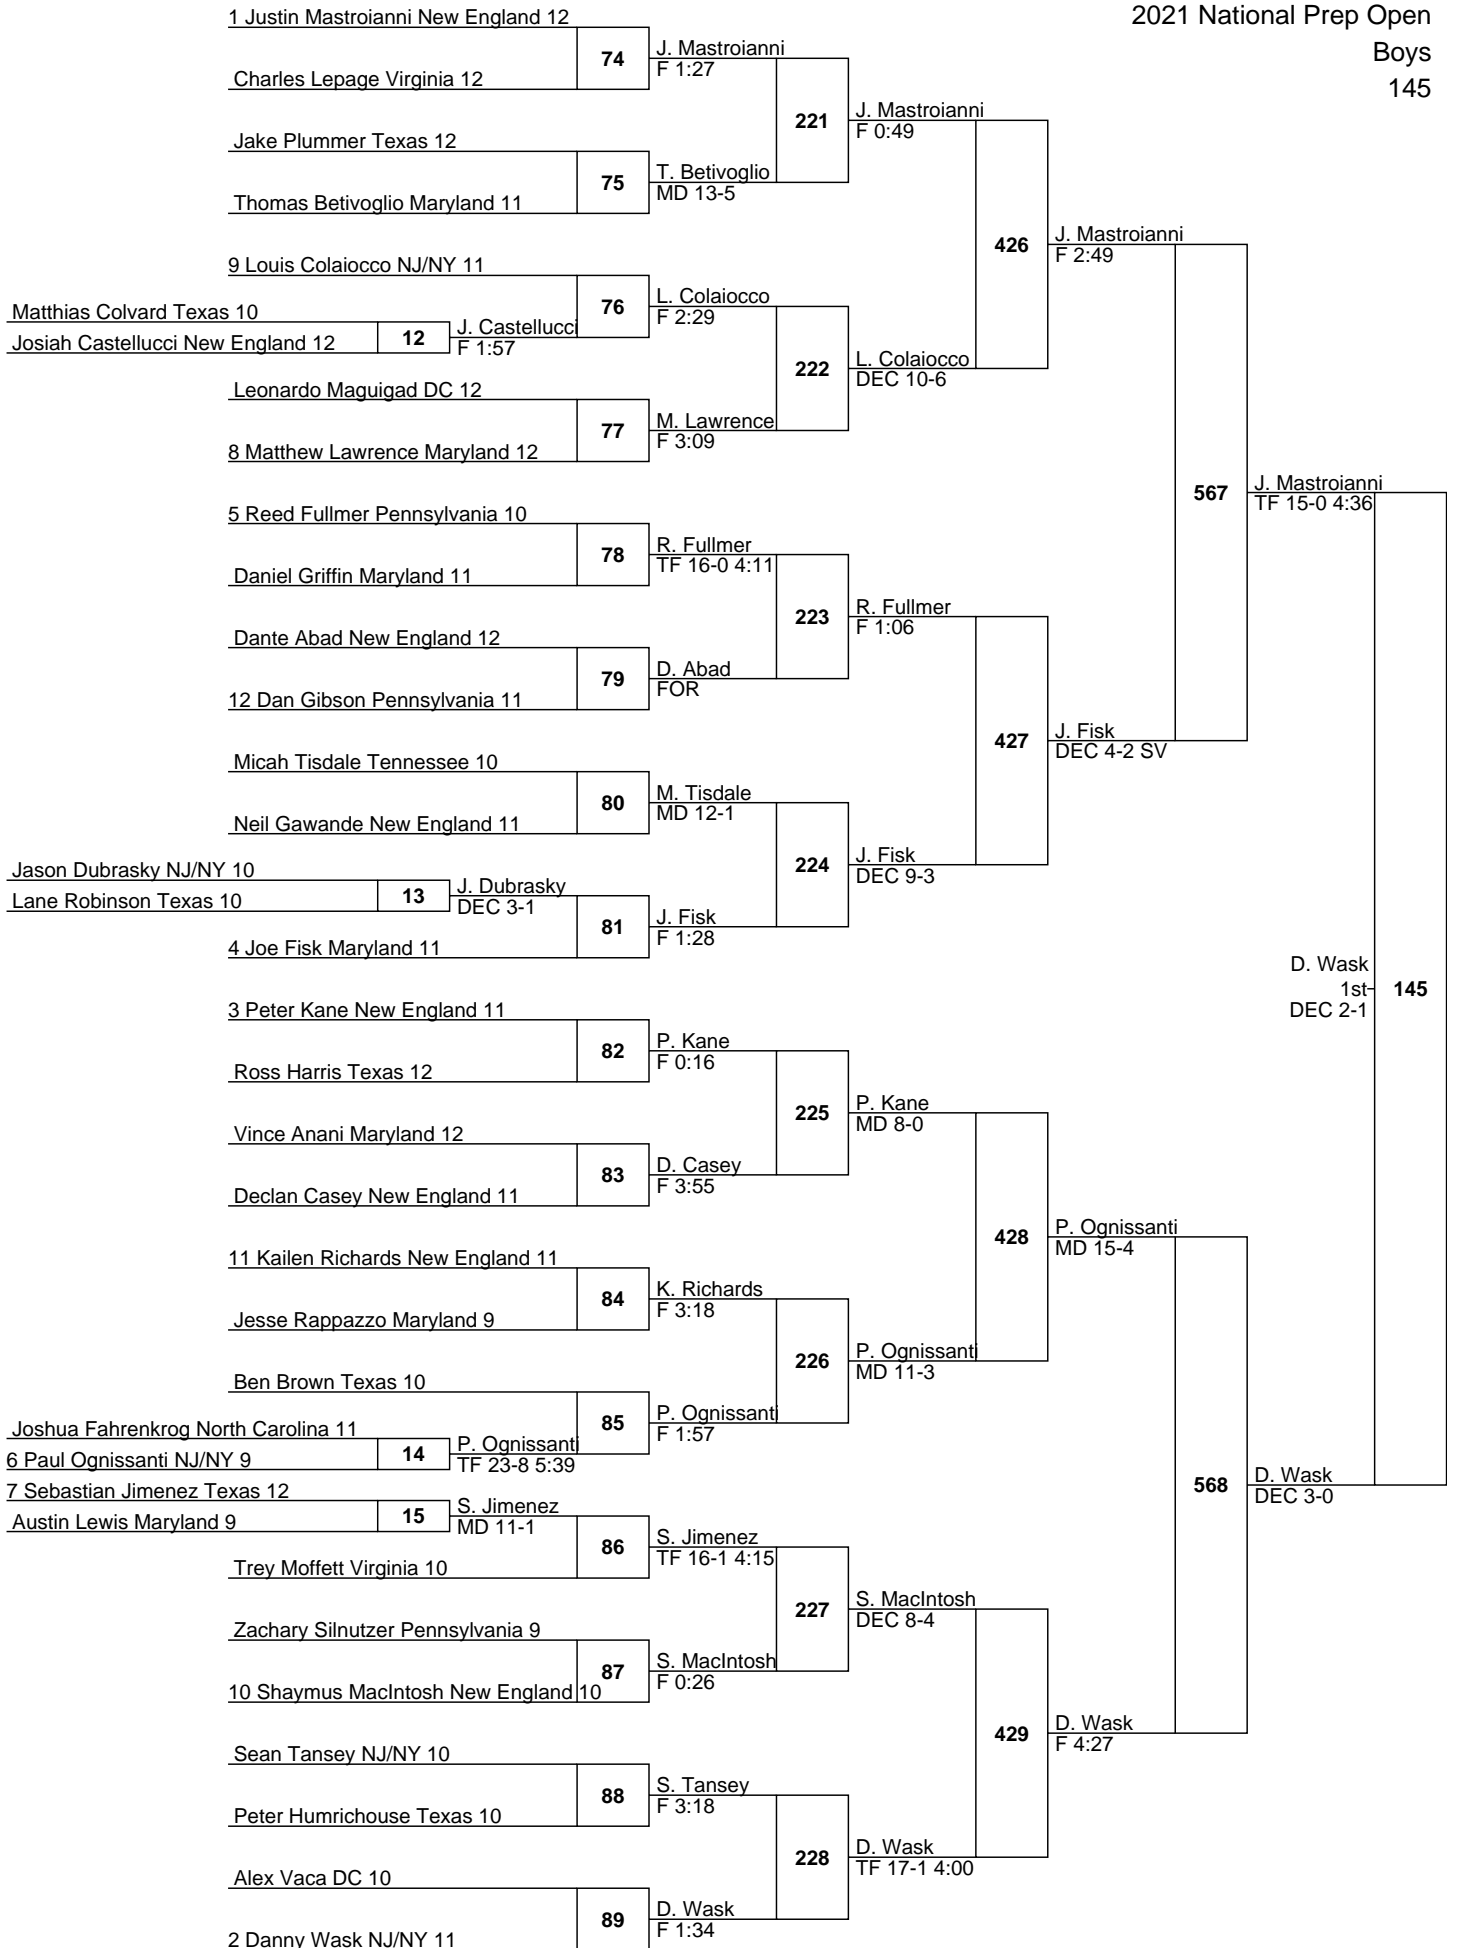 2021 National Prep Open
Boys
145
1 Justin Mastroianni New England 12
74
J. Mastroianni
F 1:27
Charles Lepage Virginia 12
221
J. Mastroianni
F 0:49
Jake Plummer Texas 12
75
T. Betivoglio
MD 13-5
Thomas Betivoglio Maryland 11
426
J. Mastroianni
F 2:49
9 Louis Colaiocco NJ/NY 11
76
L. Colaiocco
F 2:29
Matthias Colvard Texas 10
12
J. Castellucci
F 1:57
Josiah Castellucci New England 12
222
L. Colaiocco
DEC 10-6
Leonardo Maguigad DC 12
77
M. Lawrence
F 3:09
8 Matthew Lawrence Maryland 12
567
J. Mastroianni
TF 15-0 4:36
5 Reed Fullmer Pennsylvania 10
78
R. Fullmer
TF 16-0 4:11
Daniel Griffin Maryland 11
223
R. Fullmer
F 1:06
Dante Abad New England 12
79
D. Abad
FOR
12 Dan Gibson Pennsylvania 11
427
J. Fisk
DEC 4-2 SV
Micah Tisdale Tennessee 10
80
M. Tisdale
MD 12-1
Neil Gawande New England 11
224
J. Fisk
DEC 9-3
Jason Dubrasky NJ/NY 10
13
J. Dubrasky
DEC 3-1
Lane Robinson Texas 10
81
J. Fisk
F 1:28
4 Joe Fisk Maryland 11
D. Wask
1st
DEC 2-1
145
3 Peter Kane New England 11
82
P. Kane
F 0:16
Ross Harris Texas 12
225
P. Kane
MD 8-0
Vince Anani Maryland 12
83
D. Casey
F 3:55
Declan Casey New England 11
428
P. Ognissanti
MD 15-4
11 Kailen Richards New England 11
84
K. Richards
F 3:18
Jesse Rappazzo Maryland 9
226
P. Ognissanti
MD 11-3
Ben Brown Texas 10
85
P. Ognissanti
F 1:57
Joshua Fahrenkrog North Carolina 11
14
P. Ognissanti
TF 23-8 5:39
6 Paul Ognissanti NJ/NY 9
568
D. Wask
DEC 3-0
7 Sebastian Jimenez Texas 12
15
S. Jimenez
MD 11-1
Austin Lewis Maryland 9
86
S. Jimenez
TF 16-1 4:15
Trey Moffett Virginia 10
227
S. MacIntosh
DEC 8-4
Zachary Silnutzer Pennsylvania 9
87
S. MacIntosh
F 0:26
10 Shaymus MacIntosh New England 10
429
D. Wask
F 4:27
Sean Tansey NJ/NY 10
88
S. Tansey
F 3:18
Peter Humrichouse Texas 10
228
D. Wask
TF 17-1 4:00
Alex Vaca DC 10
89
D. Wask
F 1:34
2 Danny Wask NJ/NY 11